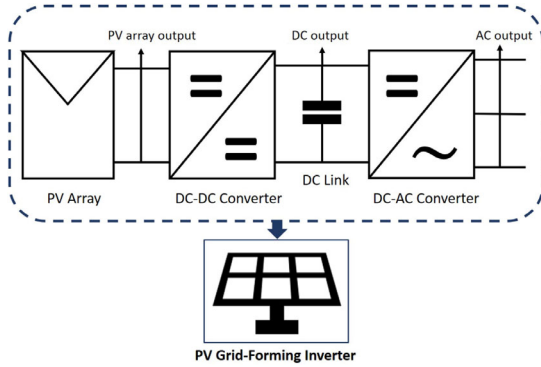 PV array output
DC output
AC output
PV Array
DC-DC Converter
DC Link
DC-AC Converter
PV Grid-Forming Inverter